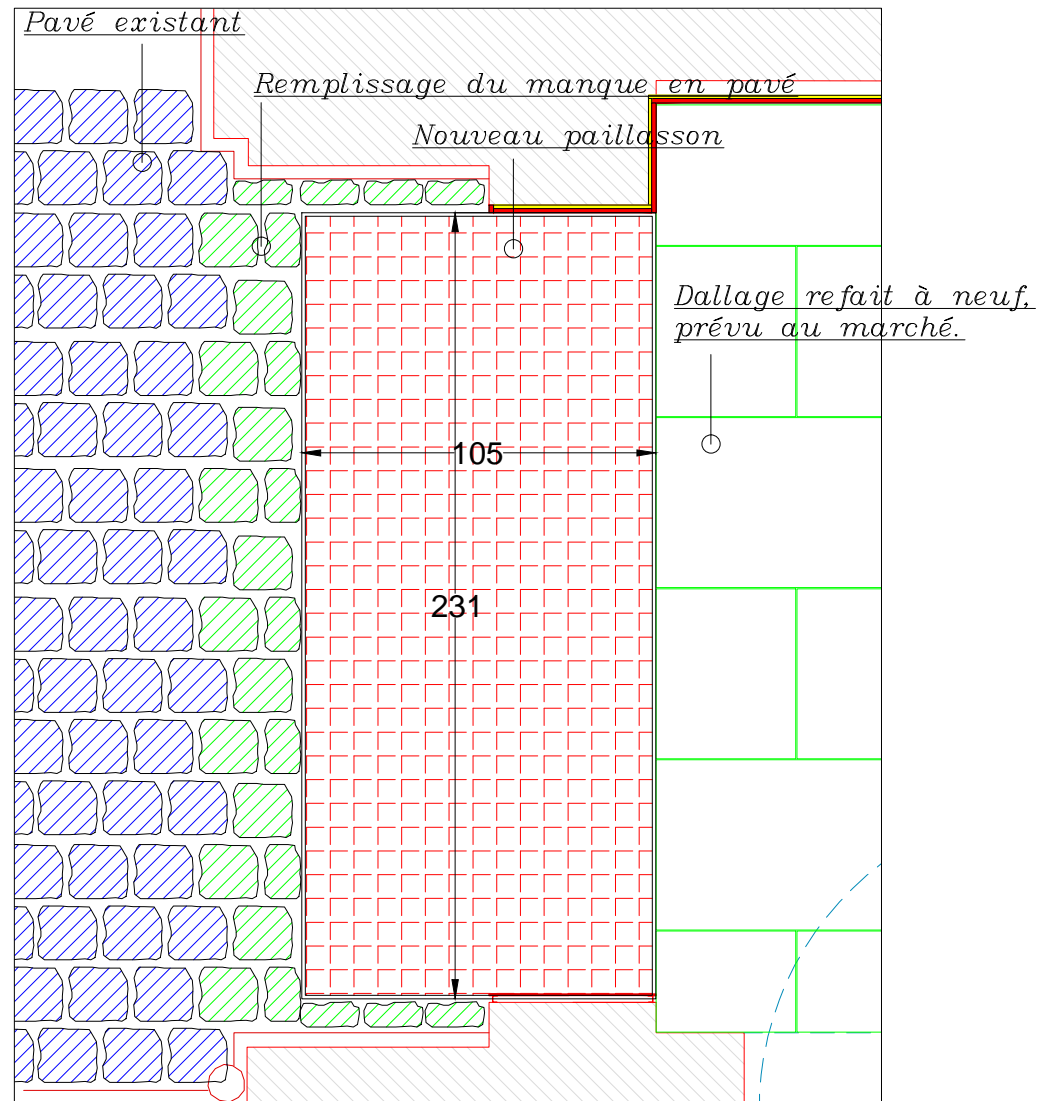 Pavé existant
Remplissage du manque en pavé
Nouveau paillasson
Dallage refait à neuf,
prévu au marché.
105
231